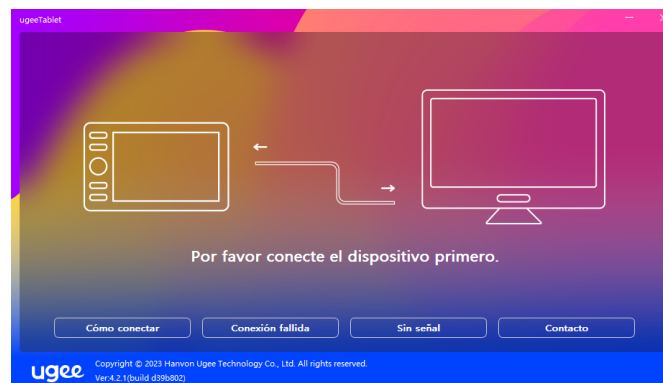 ugeeTablet
Por favor conecte el dispositivo primero.
Cómo conectar
Conexión fallida
Sin señal
Contacto
ugee
Copyright © 2023 Hanvon Ugee Technology Co., Ltd. All rights reserved.
Ver:4.2.1(build d39b802)